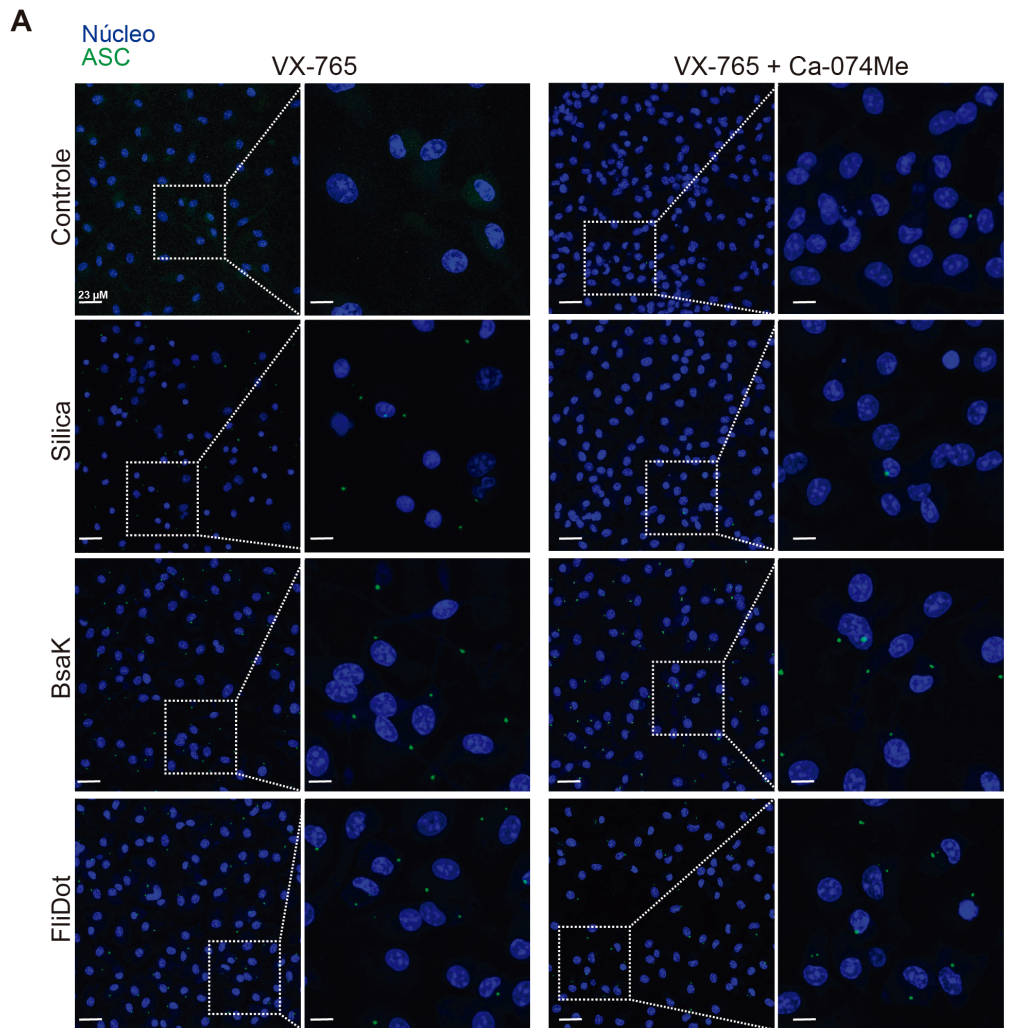 A
Núcleo
ASC
VX-765
VX-765 + Ca-074Me
Controle
23 µM
Silica
BsaK
FliDot